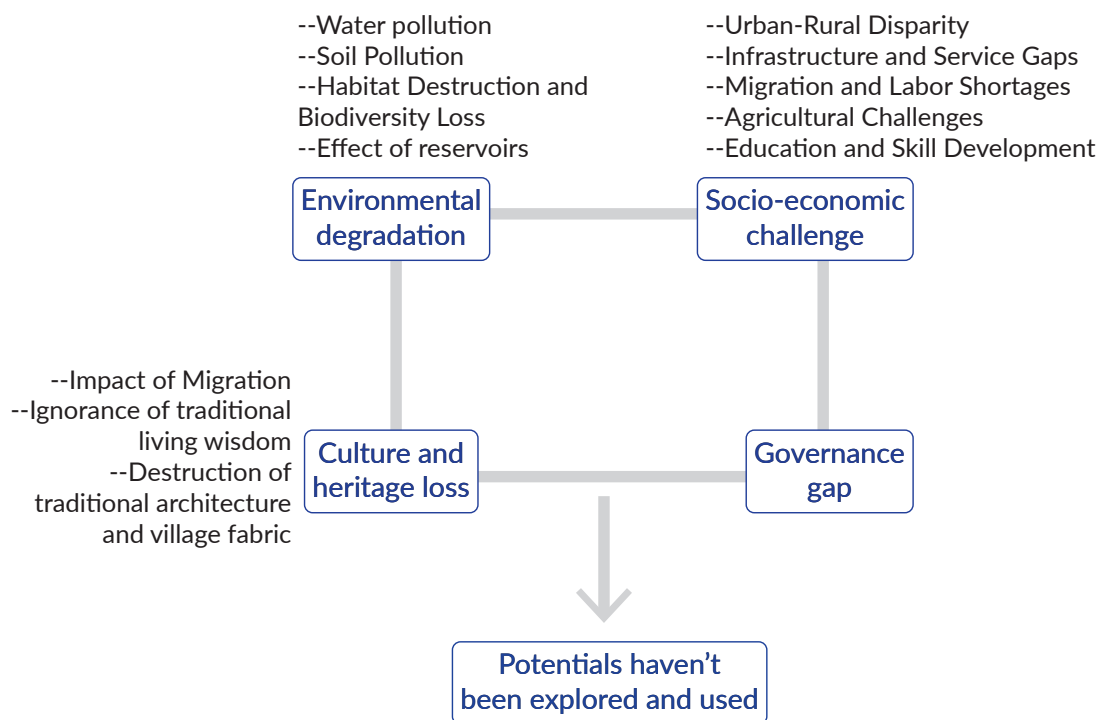 --Water pollution
--Soil Pollution
--Habitat Destruction and
Biodiversity Loss
--Effect of reservoirs
--Urban-Rural Disparity
--Infrastructure and Service Gaps
--Migration and Labor Shortages
--Agricultural Challenges
--Education and Skill Development
Environmental
degradation
Socio-economic
challenge
--Impact of Migration
--Ignorance of traditional
living wisdom
--Destruction of
traditional architecture
and village fabric
Culture and
heritage loss
Governance
gap
Potentials haven’t
been explored and used